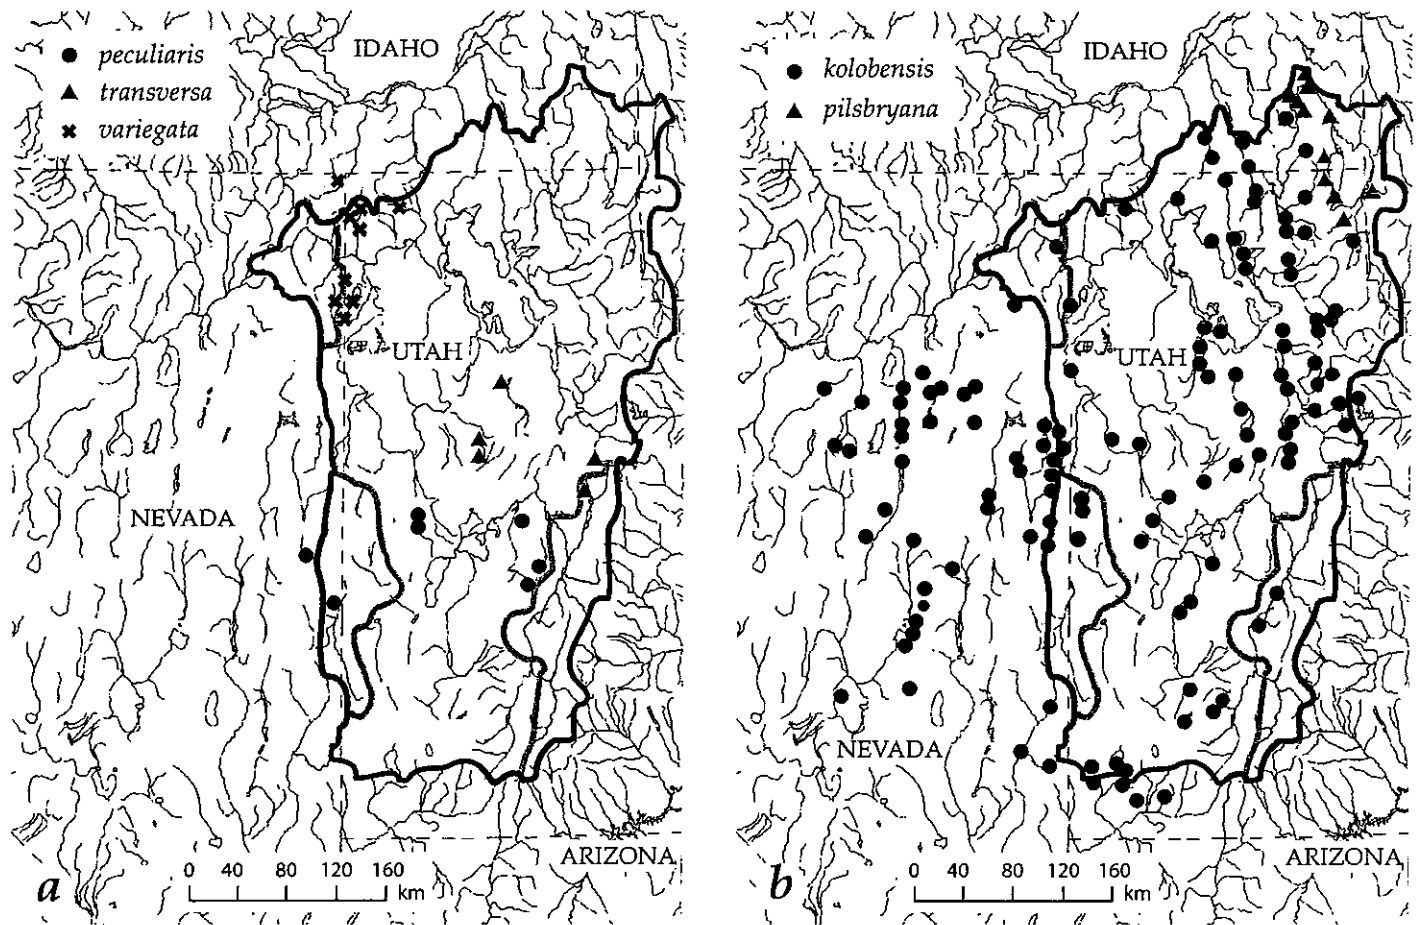 peculiaris
transversa
variegata
IDAHO
UTAH
NEVADA
ARIZONA
0 40 80 120 160
km
a
kolobensis
pilsbryana
IDAHO
UTAH
NEVADA
ARIZONA
0 40 80 120 160
km
b